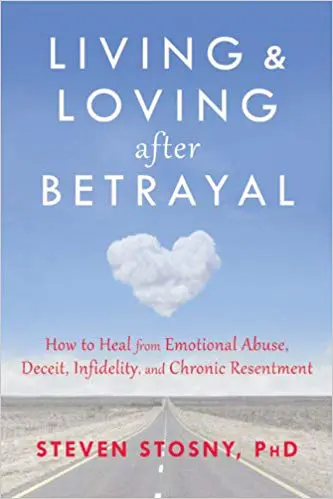 LIVING &
LOVING
after
BETRAYAL
How to Heal from Emotional Abuse,
Deceit, Infidelity, and Chronic Resentment
STEVEN STOSNY, PHD